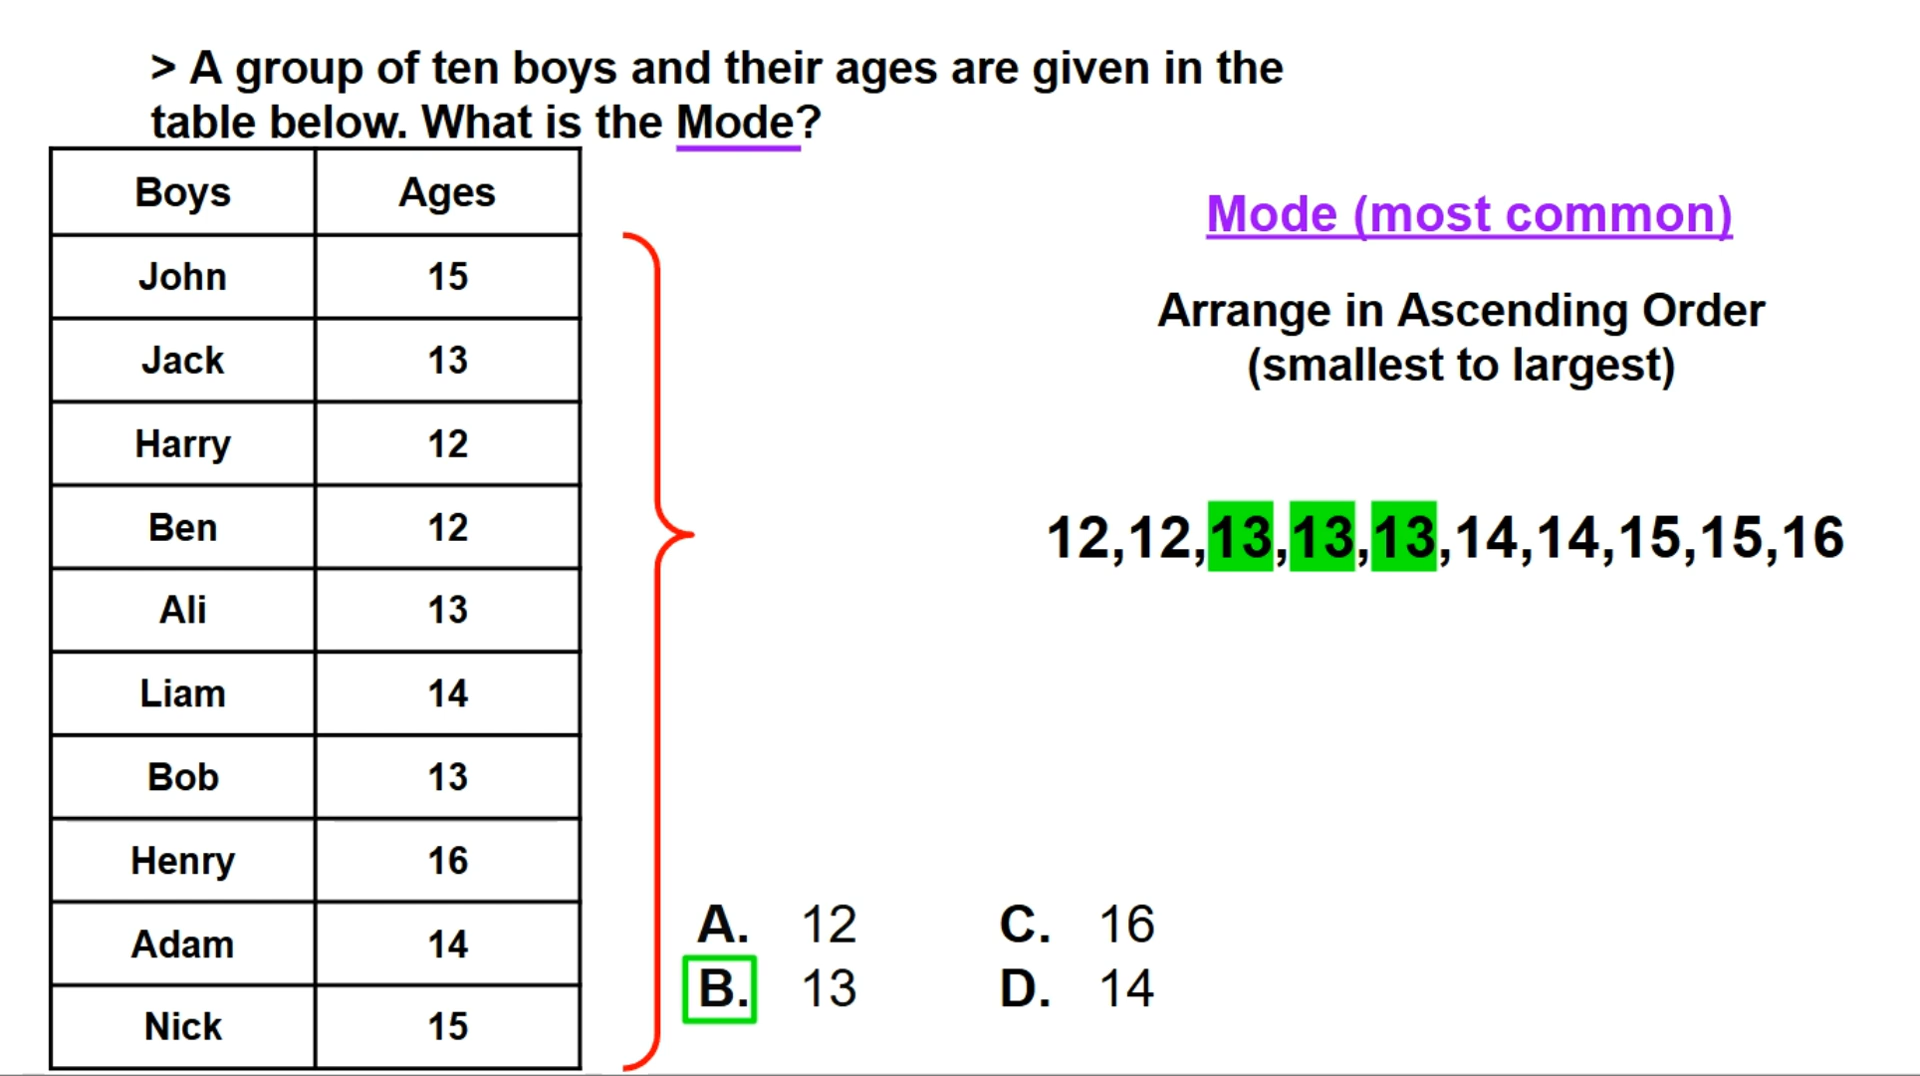 > A group of ten boys and their ages are given in the
table below. What is the Mode?
Boys Ages
John 15
Jack 13
Harry 12
Ben 12
Ali 13
Liam 14
Bob 13
Henry 16
Adam 14
Nick 15
Mode (most common)
Arrange in Ascending Order
(smallest to largest)
12,12,13,13,13,14,14,15,15,16
A. 12 C. 16
B. 13 D. 14